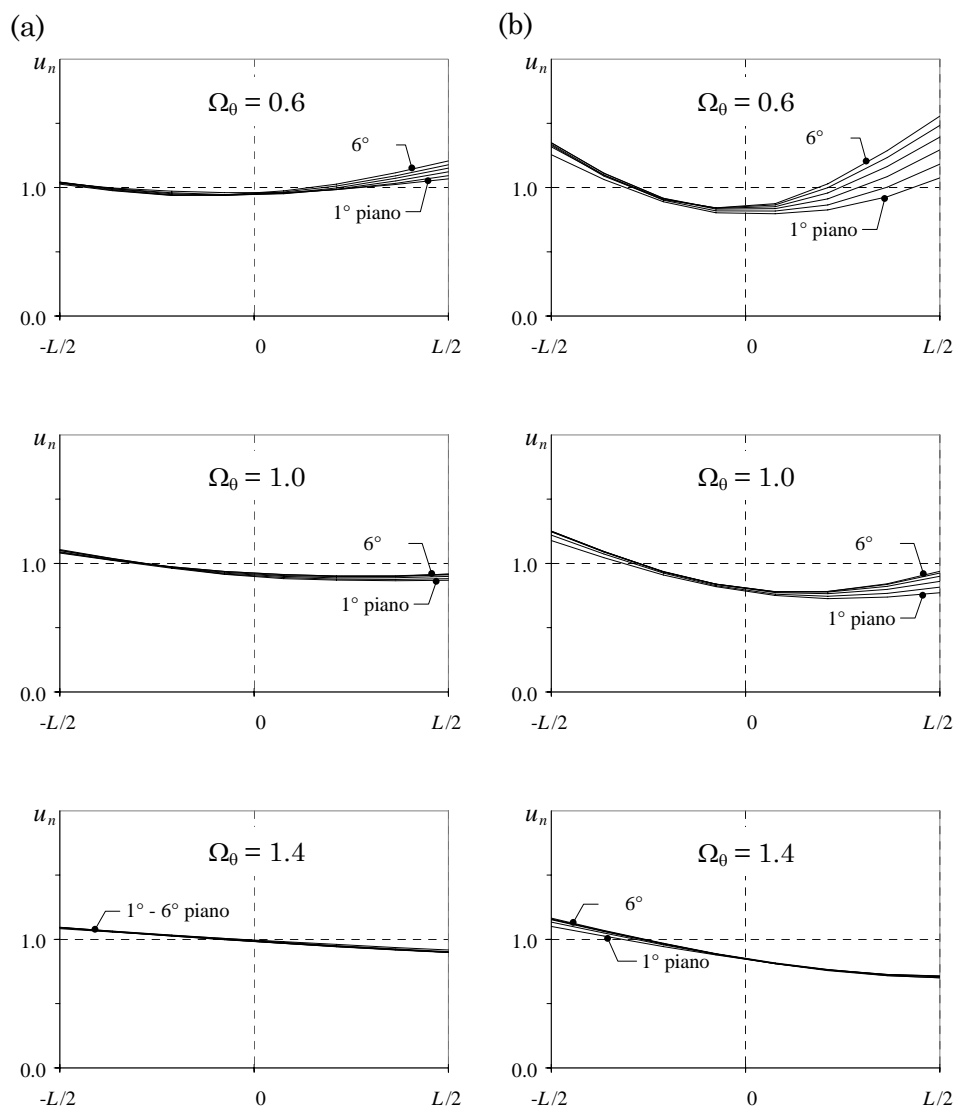 (a)
(b)
u_n
Ω_θ = 0.6
6°
1.0
1° piano
0.0
-L/2
0
L/2
u_n
Ω_θ = 0.6
6°
1.0
1° piano
0.0
-L/2
0
L/2
u_n
Ω_θ = 1.0
6°
1.0
1° piano
0.0
-L/2
0
L/2
u_n
Ω_θ = 1.0
6°
1.0
1° piano
0.0
-L/2
0
L/2
u_n
Ω_θ = 1.4
1° - 6° piano
1.0
0.0
-L/2
0
L/2
u_n
Ω_θ = 1.4
6°
1.0
1° piano
0.0
-L/2
0
L/2